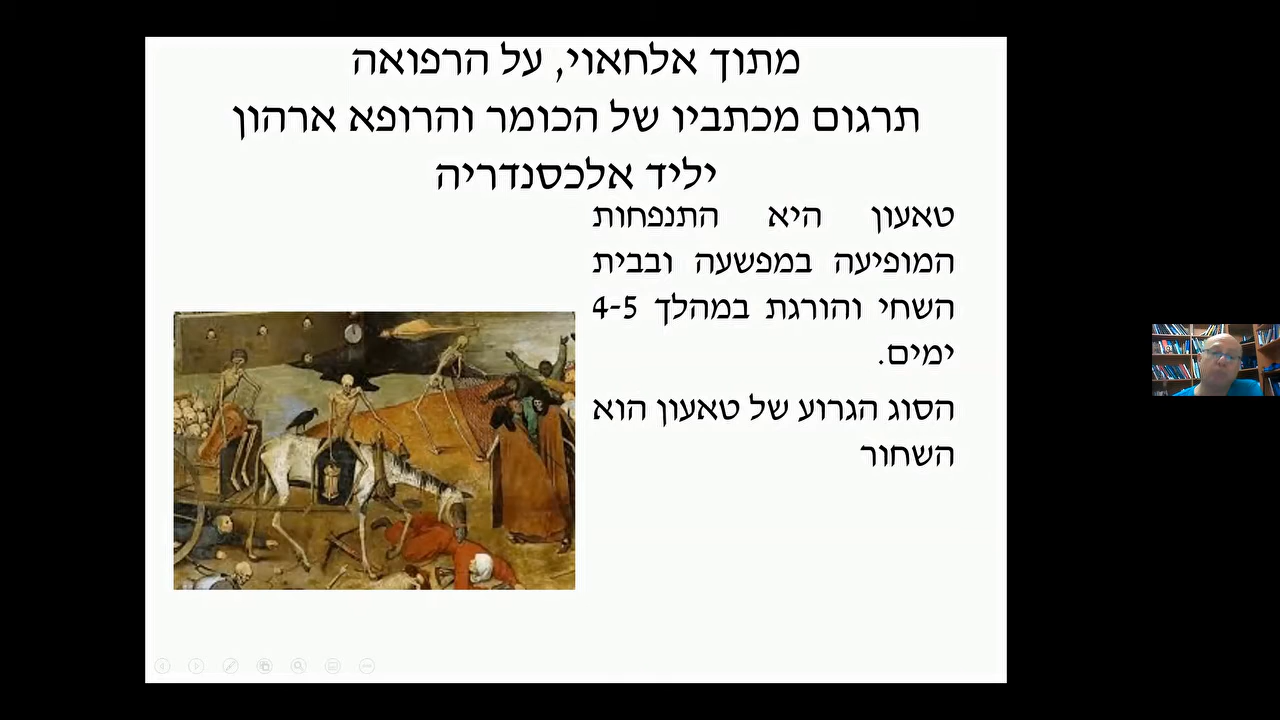 מתוך אלחאוי, על הרפואה
תרגום מכתביו של הכומר והרופא ארהון
יליד אלכסנדריה
טאעון היא התנפחות
המופיעה במפשעה ובבית
השחי והורגת במהלך 4-5
ימים.
הסוג הגרוע של טאעון הוא
השחור